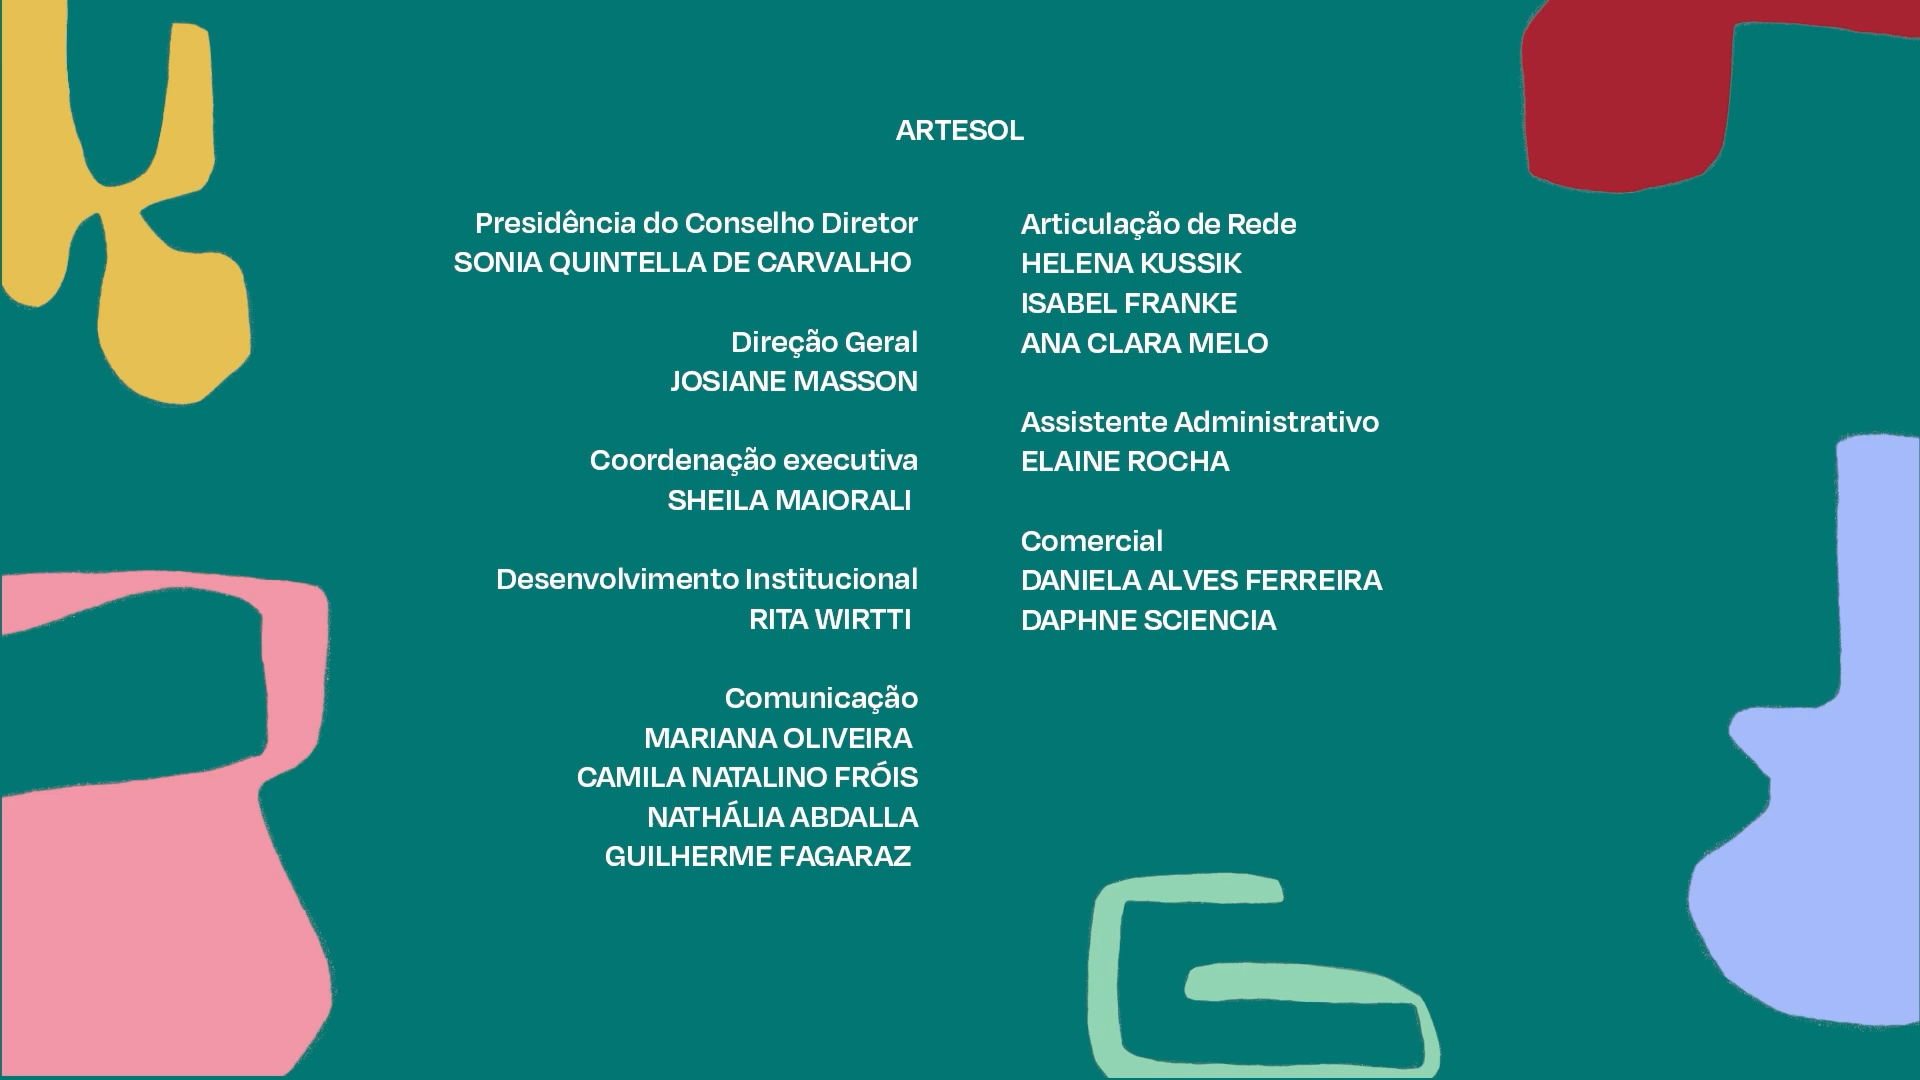 ARTESOL
Presidência do Conselho Diretor
SONIA QUINTELLA DE CARVALHO
Direção Geral
JOSIANE MASSON
Coordenação executiva
SHEILA MAIORALI
Desenvolvimento Institucional
RITA WIRTTI
Comunicação
MARIANA OLIVEIRA
CAMILA NATALINO FRÓIS
NATHÁLIA ABDALLA
GUILHERME FAGARAZ
Articulação de Rede
HELENA KUSSIK
ISABEL FRANKE
ANA CLARA MELO
Assistente Administrativo
ELAINE ROCHA
Comercial
DANIELA ALVES FERREIRA
DAPHNE SCIENCIA